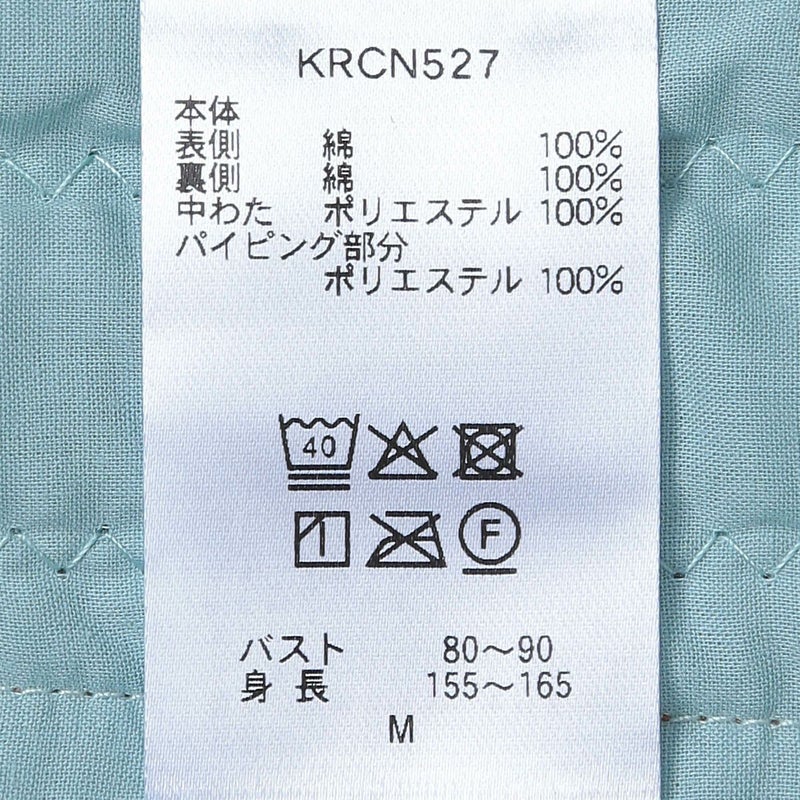 KRCN527
本体
表側 綿 100%
裏側 綿 100%
中わた ポリエステル 100%
パイピング部分
ポリエステル 100%
40
F
バスト 80～90
身長 155～165
M